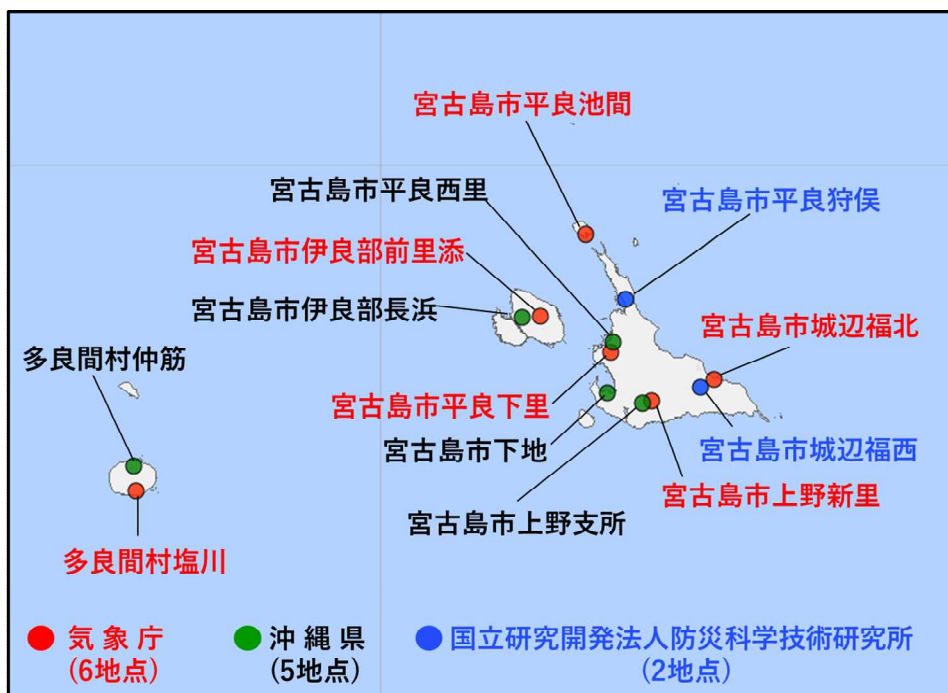 宮古島市平良池間
宮古島市平良西里
宮古島市平良狩俣
宮古島市伊良部前里添
宮古島市伊良部長浜
宮古島市城辺福北
多良間村仲筋
宮古島市平良下里
宮古島市下地
宮古島市城辺福西
宮古島市上野新里
宮古島市上野支所
多良間村塩川
気象庁
(6地点)
沖縄県
(5地点)
国立研究開発法人防災科学技術研究所
(2地点)